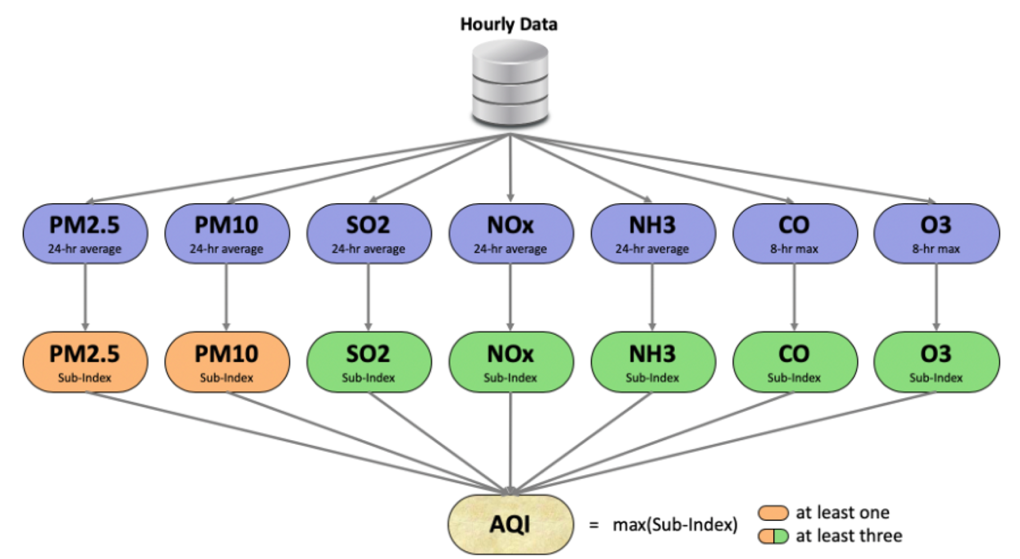 Hourly Data
PM2.5
24-hr average
PM10
24-hr average
SO2
24-hr average
NOx
24-hr average
NH3
24-hr average
CO
8-hr max
O3
8-hr max
PM2.5
Sub-Index
PM10
Sub-Index
SO2
Sub-Index
NOx
Sub-Index
NH3
Sub-Index
CO
Sub-Index
O3
Sub-Index
AQI
= max(Sub-Index)
at least one
at least three